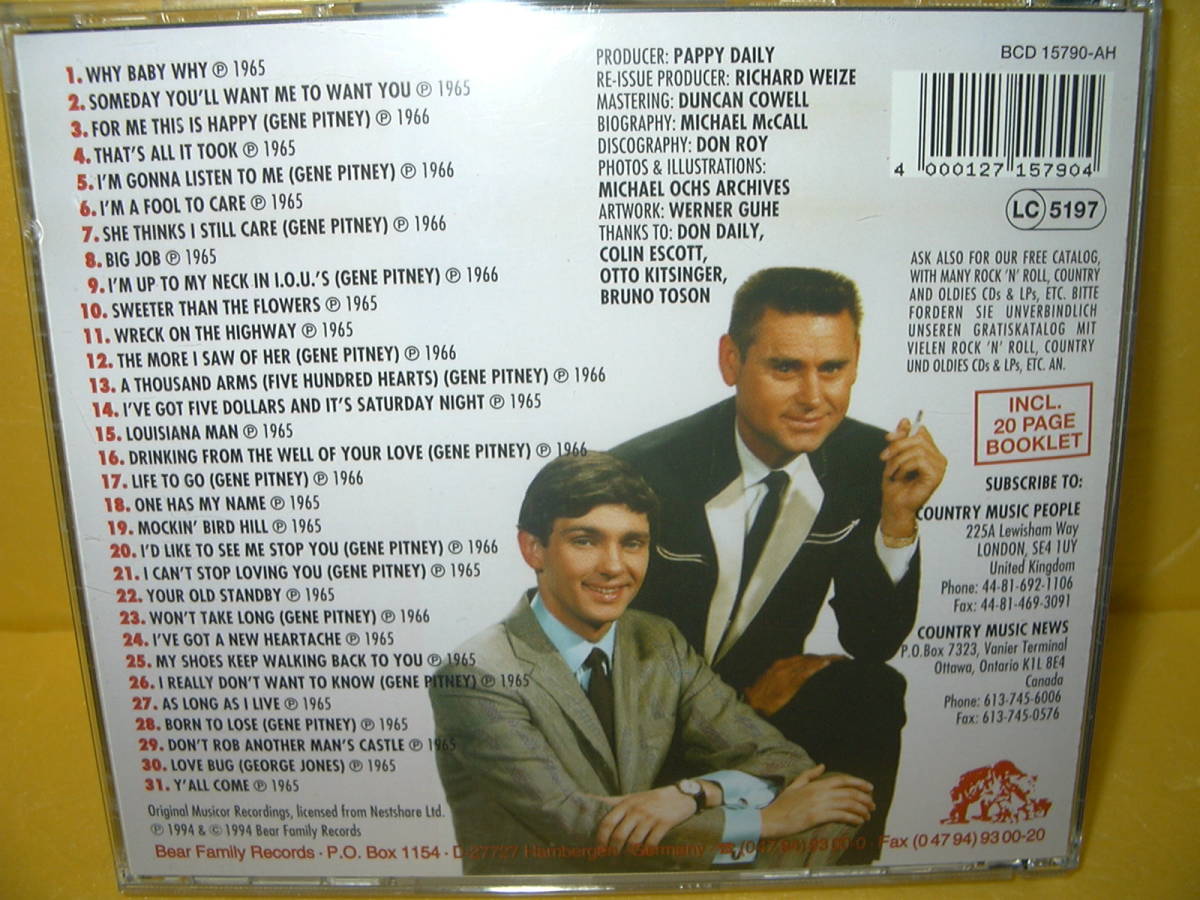 1. WHY BABY WHY Ⓟ 1965
2. SOMEDAY YOU'LL WANT ME TO WANT YOU Ⓟ 1965
3. FOR ME THIS IS HAPPY (GENE PITNEY) Ⓟ 1966
4. THAT'S ALL IT TOOK Ⓟ 1965
5. I'M GONNA LISTEN TO ME (GENE PITNEY) Ⓟ 1966
6. I'M A FOOL TO CARE Ⓟ 1965
7. SHE THINKS I STILL CARE (GENE PITNEY) Ⓟ 1966
8. BIG JOB Ⓟ 1965
9. I'M UP TO MY NECK IN I.O.U.'S (GENE PITNEY) Ⓟ 1966
10. SWEETER THAN THE FLOWERS Ⓟ 1965
11. WRECK ON THE HIGHWAY Ⓟ 1965
12. THE MORE I SAW OF HER (GENE PITNEY) Ⓟ 1966
13. A THOUSAND ARMS (FIVE HUNDRED HEARTS) (GENE PITNEY) Ⓟ 1966
14. I'VE GOT FIVE DOLLARS AND IT'S SATURDAY NIGHT Ⓟ 1965
15. LOUISIANA MAN Ⓟ 1965
16. DRINKING FROM THE WELL OF YOUR LOVE (GENE PITNEY) Ⓟ 1966
17. LIFE TO GO (GENE PITNEY) Ⓟ 1966
18. ONE HAS MY NAME Ⓟ 1965
19. MOCKIN' BIRD HILL Ⓟ 1965
20. I'D LIKE TO SEE ME STOP YOU (GENE PITNEY) Ⓟ 1966
21. I CAN'T STOP LOVING YOU (GENE PITNEY) Ⓟ 1965
22. YOUR OLD STANDBY Ⓟ 1965
23. WON'T TAKE LONG (GENE PITNEY) Ⓟ 1966
24. I'VE GOT A NEW HEARTACHE Ⓟ 1965
25. MY SHOES KEEP WALKING BACK TO YOU Ⓟ 1965
26. I REALLY DON'T WANT TO KNOW (GENE PITNEY) Ⓟ 1965
27. AS LONG AS I LIVE Ⓟ 1965
28. BORN TO LOSE (GENE PITNEY) Ⓟ 1965
29. DON'T ROB ANOTHER MAN'S CASTLE Ⓟ 1965
30. LOVE BUG (GEORGE JONES) Ⓟ 1965
31. Y'ALL COME Ⓟ 1965
Original Musicor Recordings, licensed from Nestshare Ltd.
Ⓟ 1994 & © 1994 Bear Family Records
PRODUCER: PAPPY DAILY
RE-ISSUE PRODUCER: RICHARD WEIZE
MASTERING: DUNCAN COWELL
BIOGRAPHY: MICHAEL McCALL
DISCOGRAPHY: DON ROY
PHOTOS & ILLUSTRATIONS:
MICHAEL OCHS ARCHIVES
ARTWORK: WERNER GUHE
THANKS TO: DON DAILY,
COLIN ESCOTT,
OTTO KITSINGER,
BRUNO TOSON
BCD 15790-AH
4 000127 157904
LC 5197
ASK ALSO FOR OUR FREE CATALOG,
WITH MANY ROCK 'N' ROLL, COUNTRY
AND OLDIES CDs & LPs, ETC. BITTE
FORDERN SIE UNVERBINDLICH
UNSEREN GRATISKATALOG MIT
VIELEN ROCK 'N' ROLL, COUNTRY
UND OLDIES CDs & LPs, ETC. AN.
INCL.
20 PAGE
BOOKLET
SUBSCRIBE TO:
COUNTRY MUSIC PEOPLE
225A Lewisham Way
LONDON, SE4 1UY
United Kingdom
Phone: 44-81-692-1106
Fax: 44-81-469-3091
COUNTRY MUSIC NEWS
P.O.Box 7323, Vanier Terminal
Ottawa, Ontario K1L 8E4
Canada
Phone: 613-745-6006
Fax: 613-745-0576
Bear Family Records · P.O. Box 1154 · D-27727 Hambergen · Germany · ☎ (0 47 94) 93 00-0 · Fax (0 47 94) 93 00-20